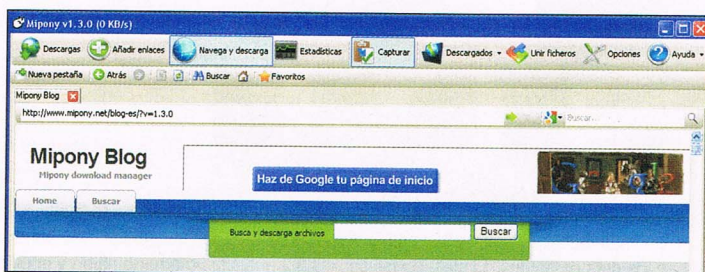 Mipony v1.3.0 (0 KB/s)
Descargas Añadir enlaces Navega y descarga Estadísticas Capturar Descargados Unir ficheros Opciones Ayuda
Nueva pestaña Atrás Buscar Favoritos
Mipony Blog
http://www.mipony.net/blog-es/?v=1.3.0 Buscar...
Mipony Blog
Mipony download manager
Haz de Google tu página de inicio
Home Buscar
Busca y descarga archivos Buscar